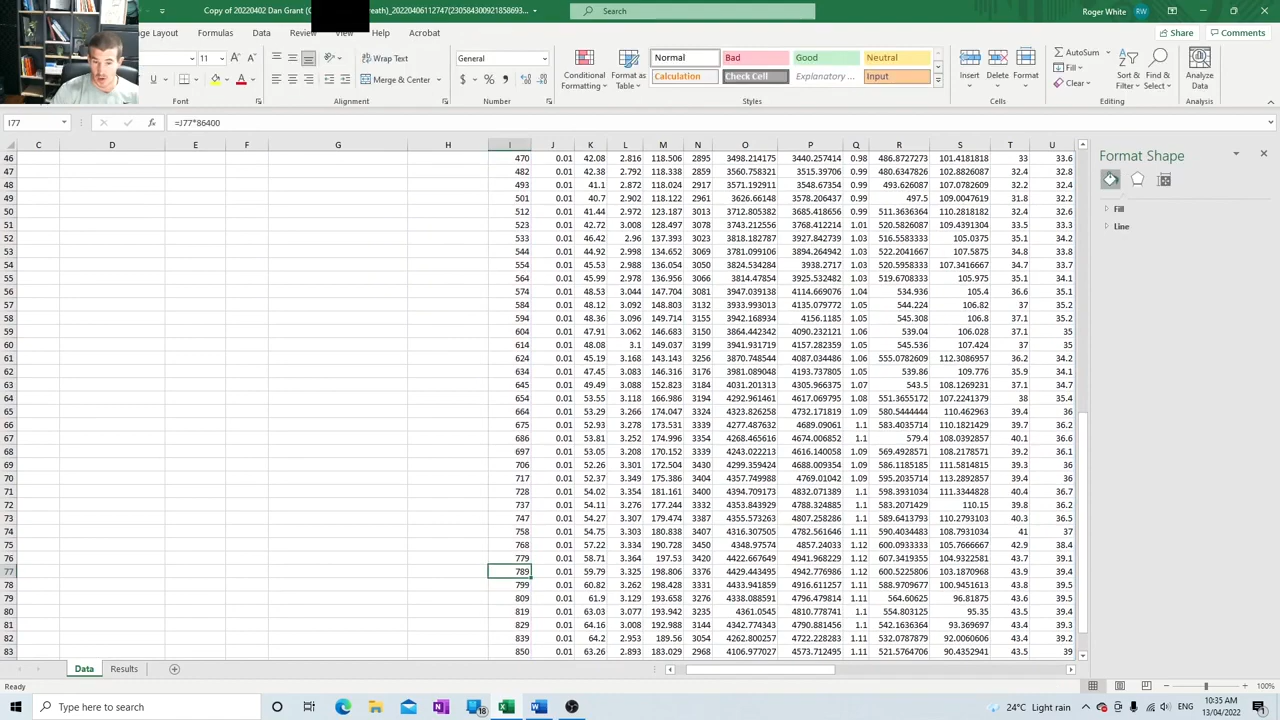 Copy of 20220402 Dan Grant (
eath)_20220406112747(230584300921858693...
Search
Roger White
RW
age Layout Formulas Data Review View Help Acrobat
Share
Comments
11
Wrap Text
General
Conditional Formatting
Format as Table
Normal Bad Good Neutral
Calculation Check Cell Explanatory ... Input
Insert Delete Format
AutoSum
Fill
Clear
Sort & Filter
Find & Select
Analyze Data
Merge & Center
Font Alignment Number Styles Cells Editing Analysis
I77 fx =J77*86400
C D E F G H I J K L M N O P Q R S T U
46 470 0.01 42.08 2.816 118.506 2895 3498.214175 3440.257414 0.98 486.8727273 101.4181818 33 33.6
47 482 0.01 42.38 2.792 118.338 2859 3560.758321 3515.39706 0.99 480.6347826 102.8826087 32.4 32.8
48 493 0.01 41.1 2.872 118.024 2917 3571.192911 3548.67354 0.99 493.626087 107.0782609 32.2 32.4
49 501 0.01 40.7 2.902 118.122 2961 3626.66148 3578.206437 0.99 497.5 109.0047619 31.8 32.2
50 512 0.01 41.44 2.972 123.187 3013 3712.805382 3685.418656 0.99 511.3636364 110.2818182 32.4 32.6
51 523 0.01 42.72 3.008 128.497 3078 3743.212556 3768.412214 1.01 520.5826087 109.4391304 33.5 33.3
52 533 0.01 46.42 2.96 137.393 3023 3818.182787 3927.842739 1.03 516.5583333 105.0375 35.1 34.2
53 544 0.01 44.92 2.998 134.652 3069 3781.099106 3894.264942 1.03 522.2041667 107.5875 34.8 33.8
54 554 0.01 45.53 2.988 136.054 3050 3824.534284 3938.2717 1.03 520.5958333 107.3416667 34.7 33.7
55 564 0.01 45.99 2.978 136.956 3066 3814.47854 3925.532482 1.03 519.6708333 105.975 35.1 34.1
56 574 0.01 48.53 3.044 147.704 3081 3947.039138 4114.669076 1.04 534.936 105.4 36.6 35.1
57 584 0.01 48.12 3.092 148.803 3132 3933.993013 4135.079772 1.05 544.224 106.82 37 35.2
58 594 0.01 48.36 3.096 149.714 3155 3942.168934 4156.1185 1.05 545.308 106.8 37.1 35.2
59 604 0.01 47.91 3.062 146.683 3150 3864.442382 4090.232121 1.06 539.04 106.028 37.1 35
60 614 0.01 48.08 3.1 149.037 3199 3941.931719 4157.282359 1.05 545.536 107.424 37 35
61 624 0.01 45.19 3.168 143.143 3256 3870.748544 4087.034486 1.06 555.0782609 112.3086957 36.2 34.2
62 634 0.01 47.45 3.083 146.316 3176 3981.089048 4193.737805 1.05 539.86 109.776 35.9 34.1
63 645 0.01 49.49 3.088 152.823 3184 4031.201313 4305.966375 1.07 543.5 108.1269231 37.1 34.7
64 654 0.01 53.55 3.118 166.986 3194 4292.961461 4617.069795 1.08 551.3655172 107.2241379 38 35.4
65 664 0.01 53.29 3.266 174.047 3324 4323.826258 4732.171819 1.09 580.5444444 110.462963 39.4 36
66 675 0.01 52.93 3.278 173.531 3339 4277.487632 4689.09061 1.1 583.4035714 110.1821429 39.7 36.2
67 686 0.01 53.81 3.252 174.996 3354 4268.465616 4674.006852 1.1 579.4 108.0392857 40.1 36.6
68 697 0.01 53.05 3.208 170.152 3339 4243.022213 4616.140058 1.09 569.4928571 108.2178571 39.2 36.1
69 706 0.01 52.26 3.301 172.504 3430 4299.359424 4688.009354 1.09 586.1185185 111.5814815 39.3 36
70 717 0.01 52.37 3.349 175.386 3404 4357.749988 4769.01042 1.09 595.2035714 113.2892857 39.4 36
71 728 0.01 54.02 3.354 181.161 3400 4394.709173 4832.071389 1.1 598.3931034 111.3344828 40.4 36.7
72 737 0.01 54.11 3.276 177.244 3332 4353.905273 4788.324885 1.1 583.2071429 110.15 39.8 36.2
73 747 0.01 54.27 3.307 179.474 3387 4355.573263 4807.258286 1.1 589.6413793 110.2793103 40.3 36.5
74 758 0.01 54.75 3.303 180.838 3407 4316.307505 4782.561646 1.11 590.4034483 108.7931034 41 37
75 768 0.01 57.22 3.334 190.728 3450 4348.97574 4857.24033 1.12 600.0933333 105.7666667 42.9 38.4
76 779 0.01 58.71 3.364 197.53 3420 4422.667649 4941.968229 1.12 607.3419355 104.9322581 43.7 39.1
77 789 0.01 59.79 3.325 198.806 3376 4429.443495 4942.776986 1.12 600.5225806 103.1870968 43.9 39.4
78 799 0.01 60.82 3.262 198.428 3331 4433.941859 4916.611257 1.11 588.9709677 100.9451613 43.8 39.5
79 809 0.01 61.9 3.129 193.658 3276 4338.088591 4796.479814 1.11 564.60625 96.81875 43.6 39.5
80 819 0.01 63.03 3.077 193.942 3235 4361.0545 4810.778741 1.1 554.803125 95.35 43.5 39.4
81 829 0.01 64.16 3.008 192.988 3144 4342.774343 4790.881456 1.1 542.1636364 93.369697 43.4 39.3
82 839 0.01 64.2 2.953 189.56 3054 4262.800257 4722.228283 1.11 532.0787879 92.0060606 43.4 39.2
83 850 0.01 63.26 2.893 183.029 2968 4106.977027 4573.712495 1.11 521.5764706 90.4352941 43.5 39
Format Shape
Fill
Line
Data Results
Ready
100%
Type here to search
18
24°C Light rain
ENG
10:35 AM
13/04/2022